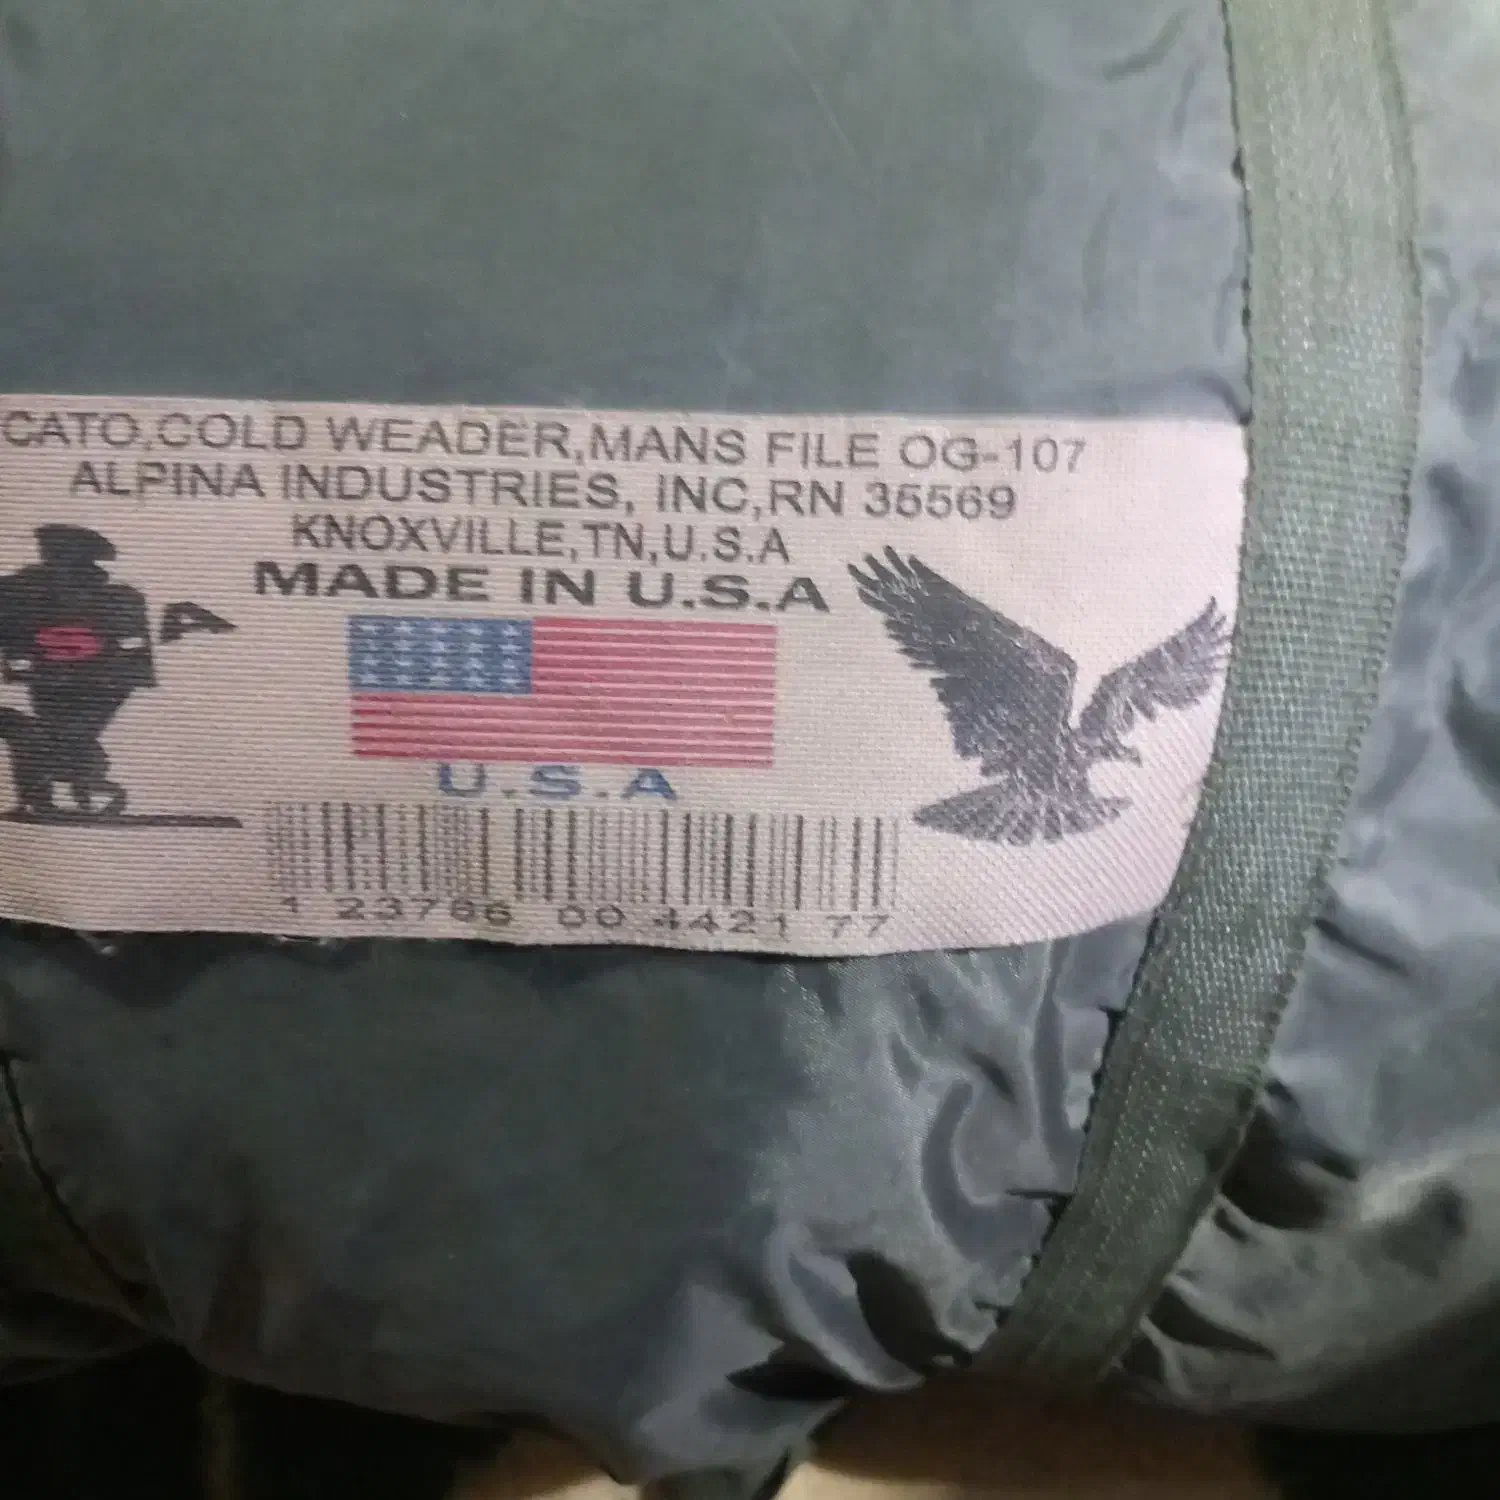 CATO,COLD WEADER,MANS FILE OG-107
ALPINA INDUSTRIES, INC,RN 35569
KNOXVILLE,TN,U.S.A
MADE IN U.S.A
S A
U.S.A
1 23786 00 4421 77